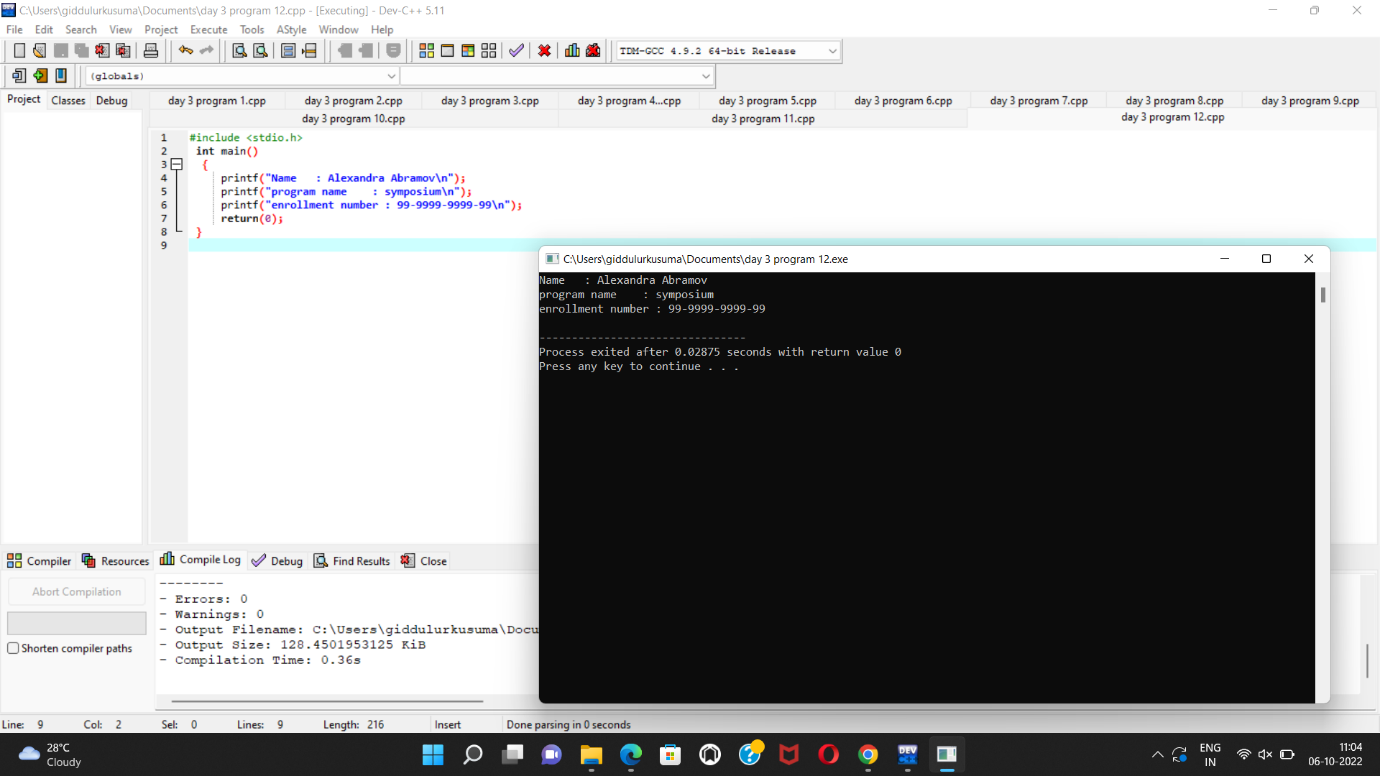 C:\Users\giddulurkusuma\Documents\day 3 program 12.cpp - [Executing] - Dev-C++ 5.11
File Edit Search View Project Execute Tools AStyle Window Help
TDM-GCC 4.9.2 64-bit Release
(globals)
Project Classes Debug
day 3 program 1.cpp day 3 program 2.cpp day 3 program 3.cpp day 3 program 4...cpp day 3 program 5.cpp day 3 program 6.cpp day 3 program 7.cpp day 3 program 8.cpp day 3 program 9.cpp
day 3 program 10.cpp day 3 program 11.cpp day 3 program 12.cpp
1 #include <stdio.h>
2 int main()
3 {
4 printf("Name   : Alexandra Abramov\n");
5 printf("program name    : symposium\n");
6 printf("enrollment number : 99-9999-9999-99\n");
7 return(0);
8 }
9
C:\Users\giddulurkusuma\Documents\day 3 program 12.exe
Name   : Alexandra Abramov
program name    : symposium
enrollment number : 99-9999-9999-99
--------------------------------
Process exited after 0.02875 seconds with return value 0
Press any key to continue . . .
Compiler Resources Compile Log Debug Find Results Close
Abort Compilation
Shorten compiler paths
--------
- Errors: 0
- Warnings: 0
- Output Filename: C:\Users\giddulurkusuma\Docu
- Output Size: 128.4501953125 KiB
- Compilation Time: 0.36s
Line: 9 Col: 2 Sel: 0 Lines: 9 Length: 216 Insert Done parsing in 0 seconds
28°C
Cloudy
DEV
ENG
IN
11:04
06-10-2022